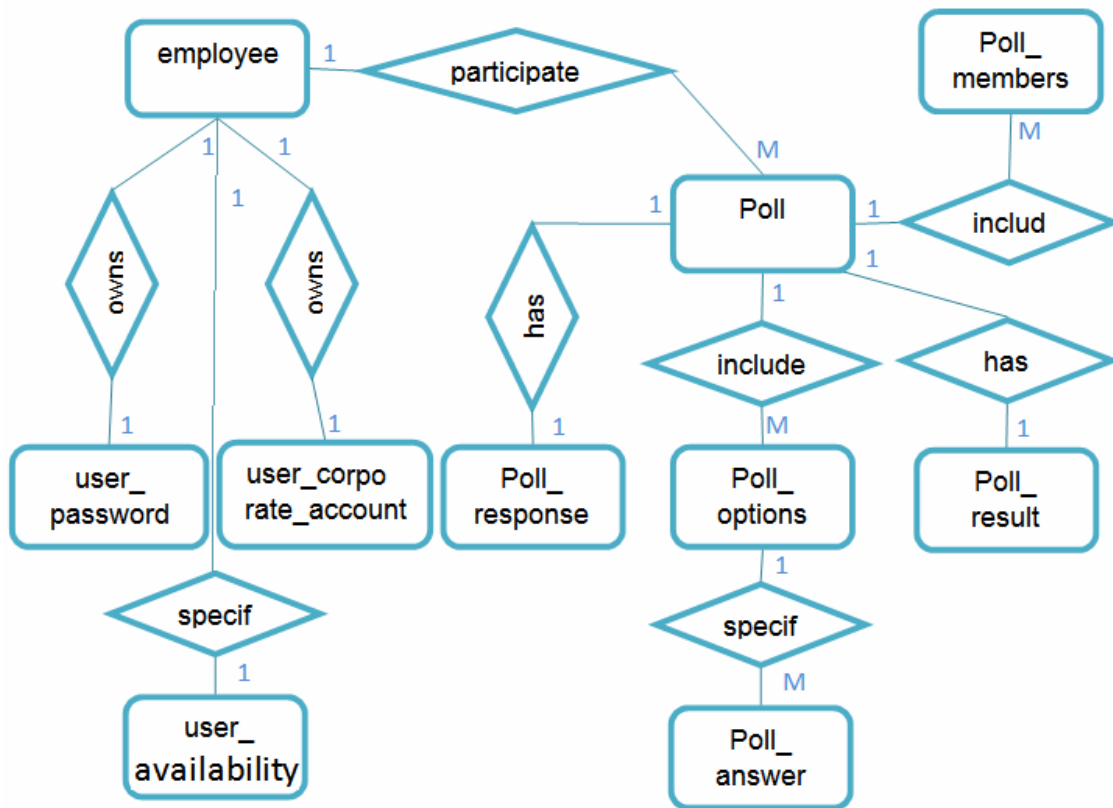 employee
1
participate
M
Poll_
members
M
1
1
1
1
Poll
1
includ
1
1
owns
owns
has
include
has
1
1
1
M
1
user_
password
user_corpo
rate_account
Poll_
response
Poll_
options
Poll_
result
1
specif
specif
1
M
user_
availability
Poll_
answer